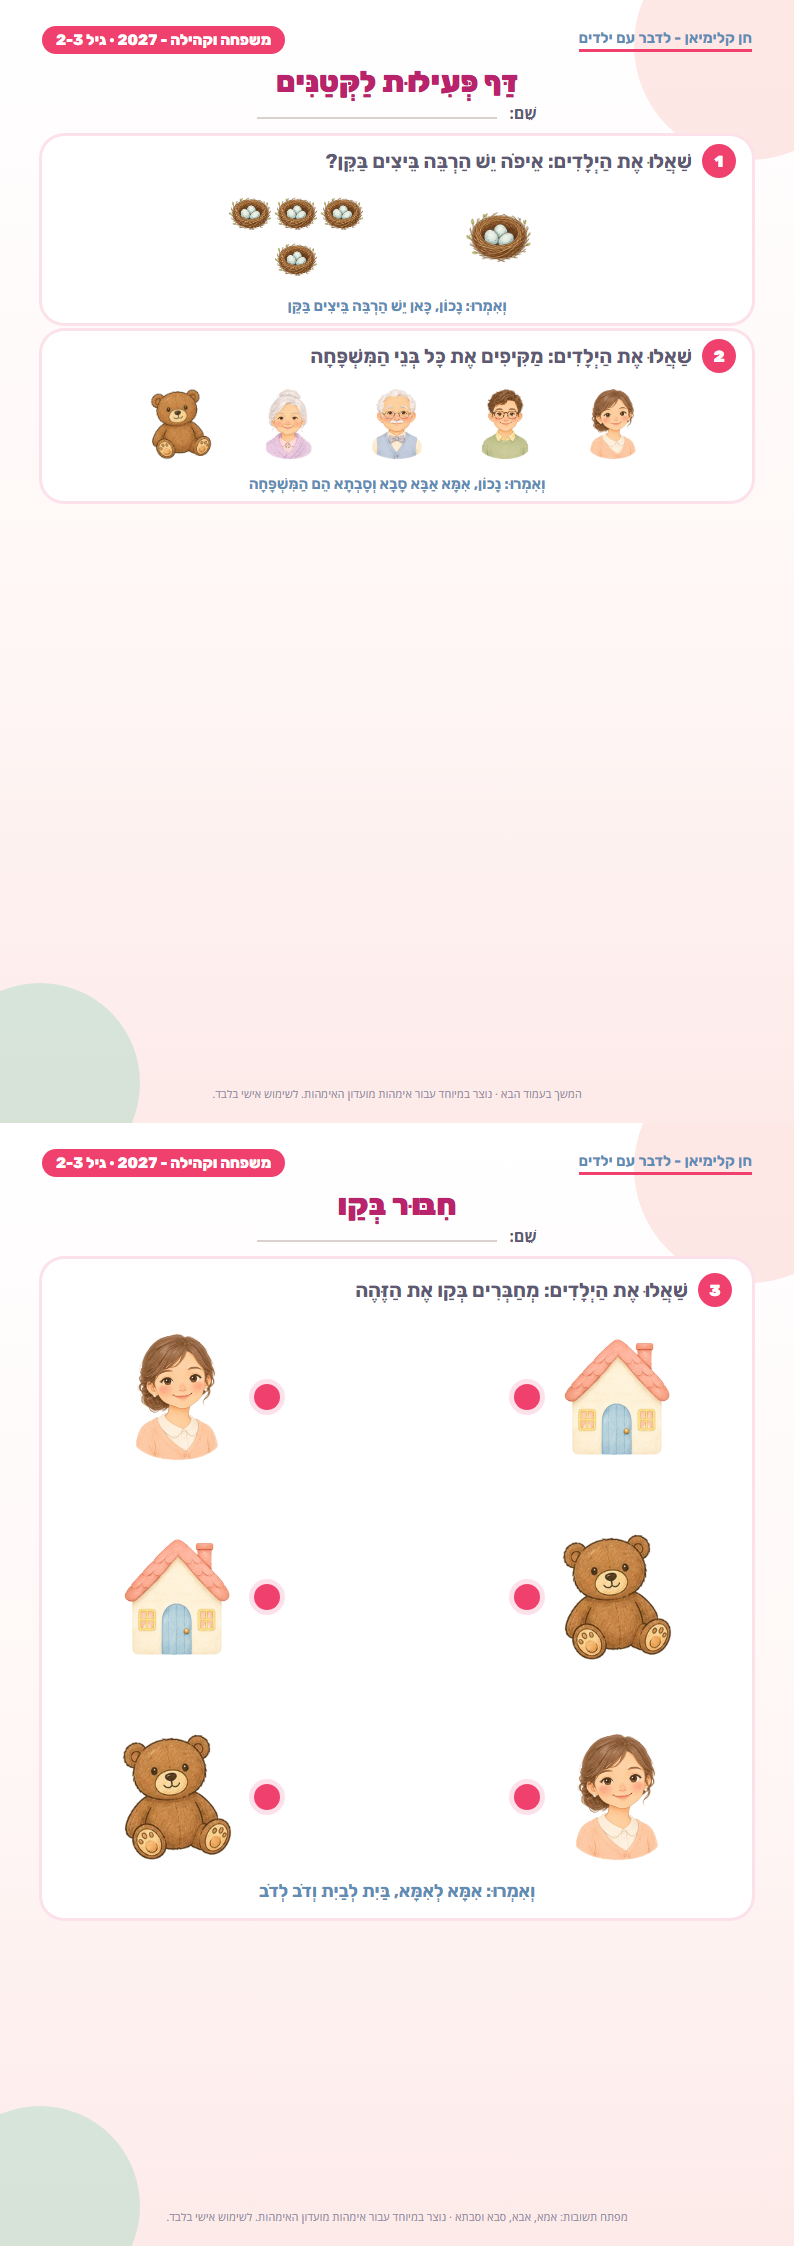 חן קלימיאן - לדבר עם ילדים
משפחה וקהילה - 2027 • גיל 2-3
דַּף פְּעִילוּת לַקְּטַנִּים
שֵׁם:
1
שַׁאֲלוּ אֶת הַיְלָדִים: אֵיפֹה יֵשׁ הַרְבֵּה בֵּיצִים בַּקֵּן?
וְאִמְרוּ: נָכוֹן, כָּאן יֵשׁ הַרְבֵּה בֵּיצִים בַּקֵּן
2
שַׁאֲלוּ אֶת הַיְלָדִים: מַקִּיפִים אֶת כָּל בְּנֵי הַמִּשְׁפָּחָה
וְאִמְרוּ: נָכוֹן, אִמָּא אַבָּא סָבָא וְסָבְתָא הֵם הַמִּשְׁפָּחָה
המשך בעמוד הבא · נוצר במיוחד עבור אימהות מועדון האימהות. לשימוש אישי בלבד.
חן קלימיאן - לדבר עם ילדים
משפחה וקהילה - 2027 • גיל 2-3
חִבּוּר בְּקַו
שֵׁם:
3
שַׁאֲלוּ אֶת הַיְלָדִים: מְחַבְּרִים בְּקַו אֶת הַזֶּהֶה
וְאִמְרוּ: אִמָּא לְאִמָּא, בַּיִת לְבַיִת וְדֹב לְדֹב
מפתח תשובות: אמא, אבא, סבא וסבתא · נוצר במיוחד עבור אימהות מועדון האימהות. לשימוש אישי בלבד.